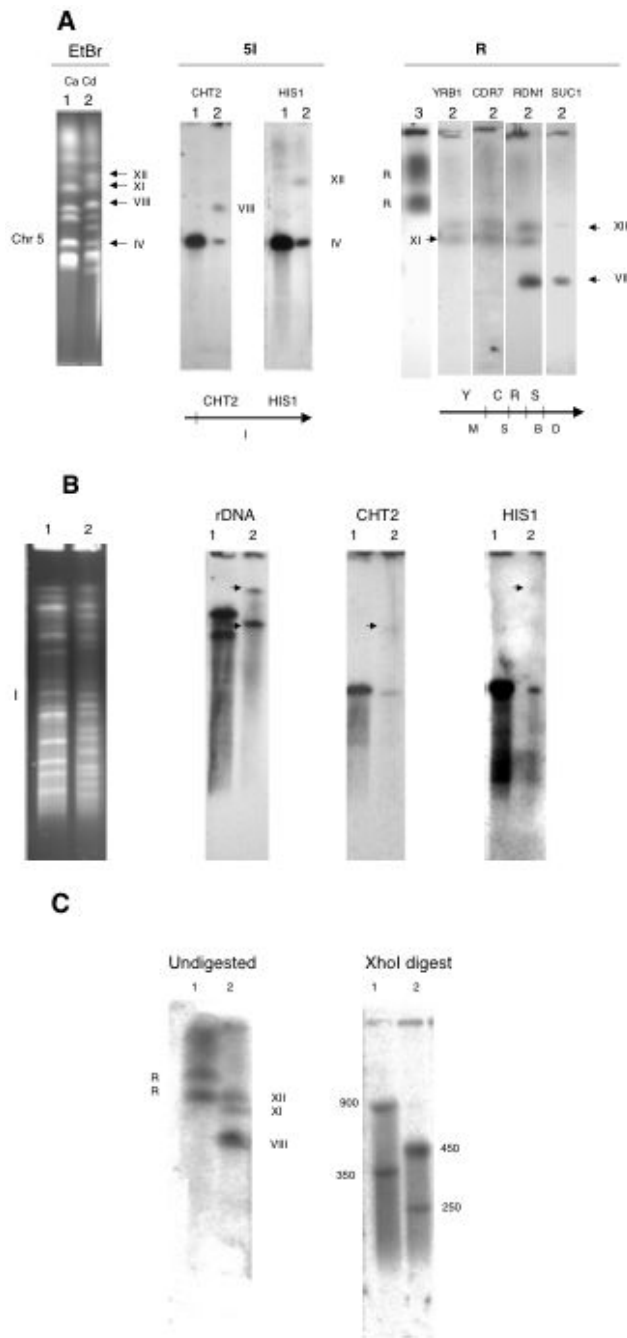 A
EtBr
5I
R
Ca Cd
1 2
CHT2
1 2
HIS1
1 2
YRB1 CDR7 RDN1 SUC1
3 2 2 2 2
XII
XI
VIII
Chr 5
IV
VIII
XII
IV
R
R
XI
XII
VII
CHT2 HIS1
I
Y C R S
M S B D
B
1 2
rDNA
1 2
CHT2
1 2
HIS1
1 2
I
C
Undigested
1 2
XhoI digest
1 2
R
R
XII
XI
VIII
900
350
450
250